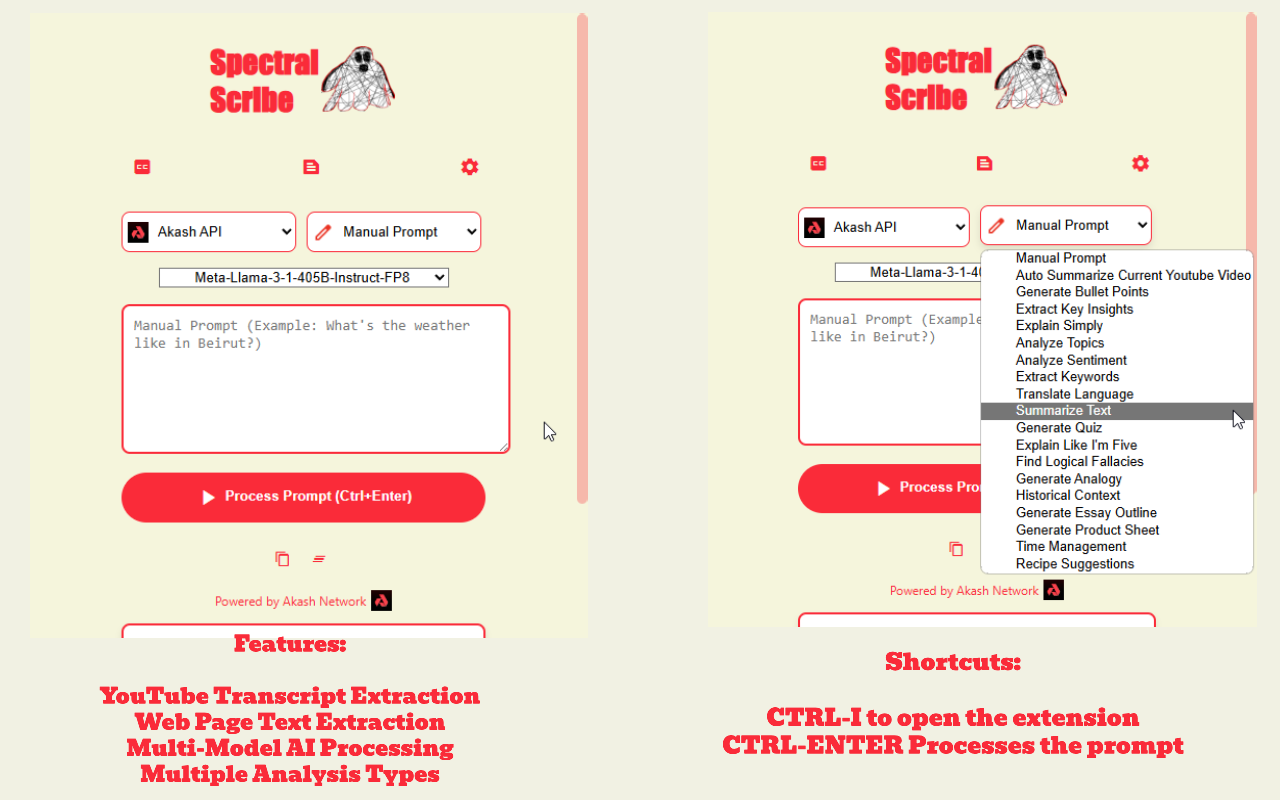 Spectral
Scribe
CC
Akash API
Manual Prompt
Meta-Llama-3-1-405B-Instruct-FP8
Manual Prompt (Example: What's the weather
like in Beirut?)
Process Prompt (Ctrl+Enter)
Powered by Akash Network
Features:
YouTube Transcript Extraction
Web Page Text Extraction
Multi-Model AI Processing
Multiple Analysis Types
Spectral
Scribe
CC
Akash API
Manual Prompt
Meta-Llama-3-1-40
Manual Prompt (Example
like in Beirut?)
Process Pro
Manual Prompt
Auto Summarize Current Youtube Video
Generate Bullet Points
Extract Key Insights
Explain Simply
Analyze Topics
Analyze Sentiment
Extract Keywords
Translate Language
Summarize Text
Generate Quiz
Explain Like I'm Five
Find Logical Fallacies
Generate Analogy
Historical Context
Generate Essay Outline
Generate Product Sheet
Time Management
Recipe Suggestions
Powered by Akash Network
Shortcuts:
CTRL-I to open the extension
CTRL-ENTER Processes the prompt